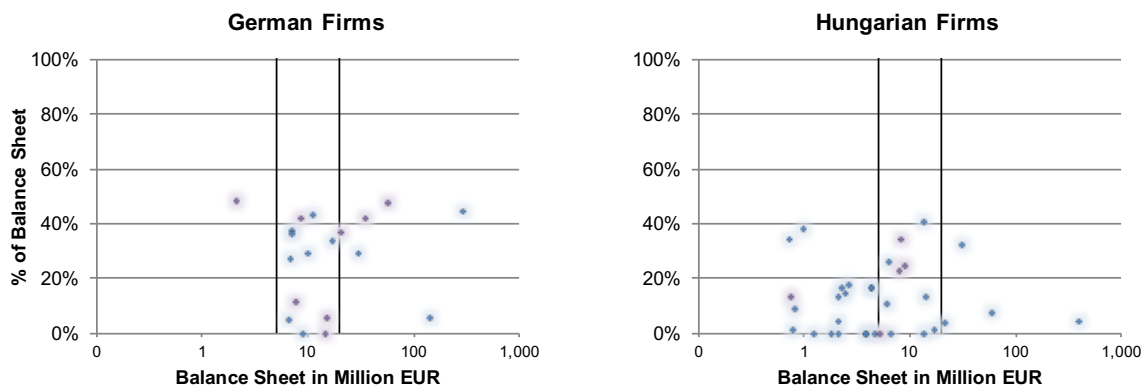 German Firms
% of Balance Sheet
100%
80%
60%
40%
20%
0%
0 1 10 100 1,000
Balance Sheet in Million EUR
Hungarian Firms
100%
80%
60%
40%
20%
0%
0 1 10 100 1,000
Balance Sheet in Million EUR